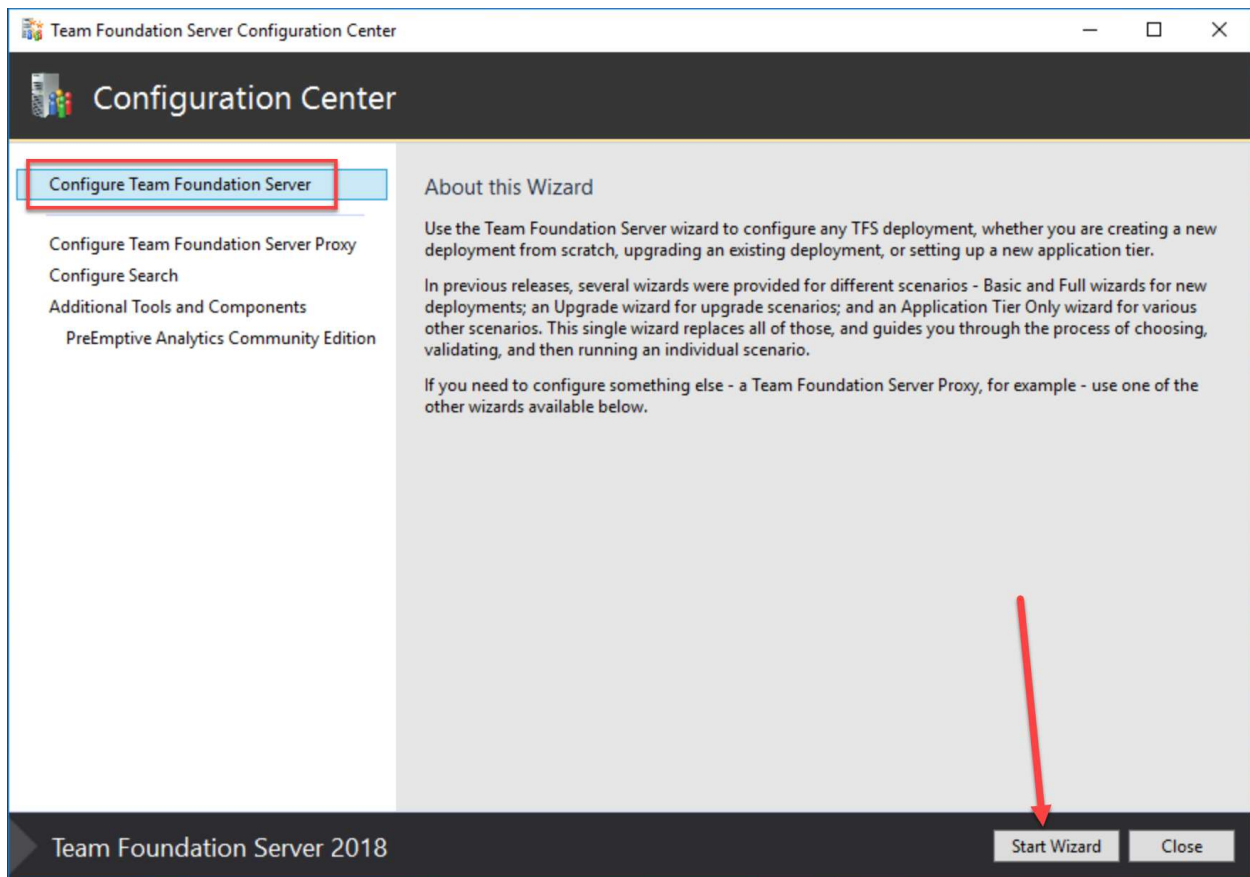 Team Foundation Server Configuration Center
Configuration Center
Configure Team Foundation Server
Configure Team Foundation Server Proxy
Configure Search
Additional Tools and Components
PreEmptive Analytics Community Edition
About this Wizard
Use the Team Foundation Server wizard to configure any TFS deployment, whether you are creating a new
deployment from scratch, upgrading an existing deployment, or setting up a new application tier.
In previous releases, several wizards were provided for different scenarios - Basic and Full wizards for new
deployments; an Upgrade wizard for upgrade scenarios; and an Application Tier Only wizard for various
other scenarios. This single wizard replaces all of those, and guides you through the process of choosing,
validating, and then running an individual scenario.
If you need to configure something else - a Team Foundation Server Proxy, for example - use one of the
other wizards available below.
Team Foundation Server 2018
Start Wizard
Close